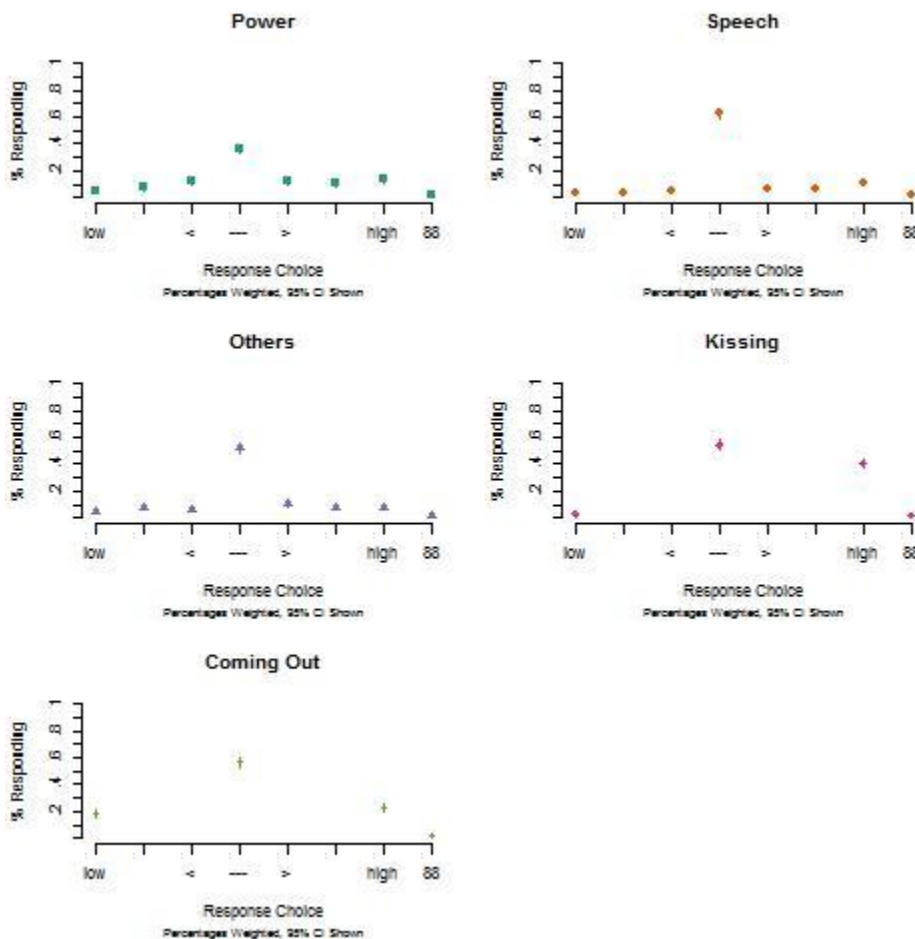 Power
% Responding
.2 .4 .6 .8 1
low < --- > high 88
Response Choice
Percentages Weighted, 95% CI Shown
Speech
% Responding
.2 .4 .6 .8 1
low < --- > high 88
Response Choice
Percentages Weighted, 95% CI Shown
Others
% Responding
.2 .4 .6 .8 1
low < --- > high 88
Response Choice
Percentages Weighted, 95% CI Shown
Kissing
% Responding
.2 .4 .6 .8 1
low < --- > high 88
Response Choice
Percentages Weighted, 95% CI Shown
Coming Out
% Responding
.2 .4 .6 .8 1
low < --- > high 88
Response Choice
Percentages Weighted, 95% CI Shown